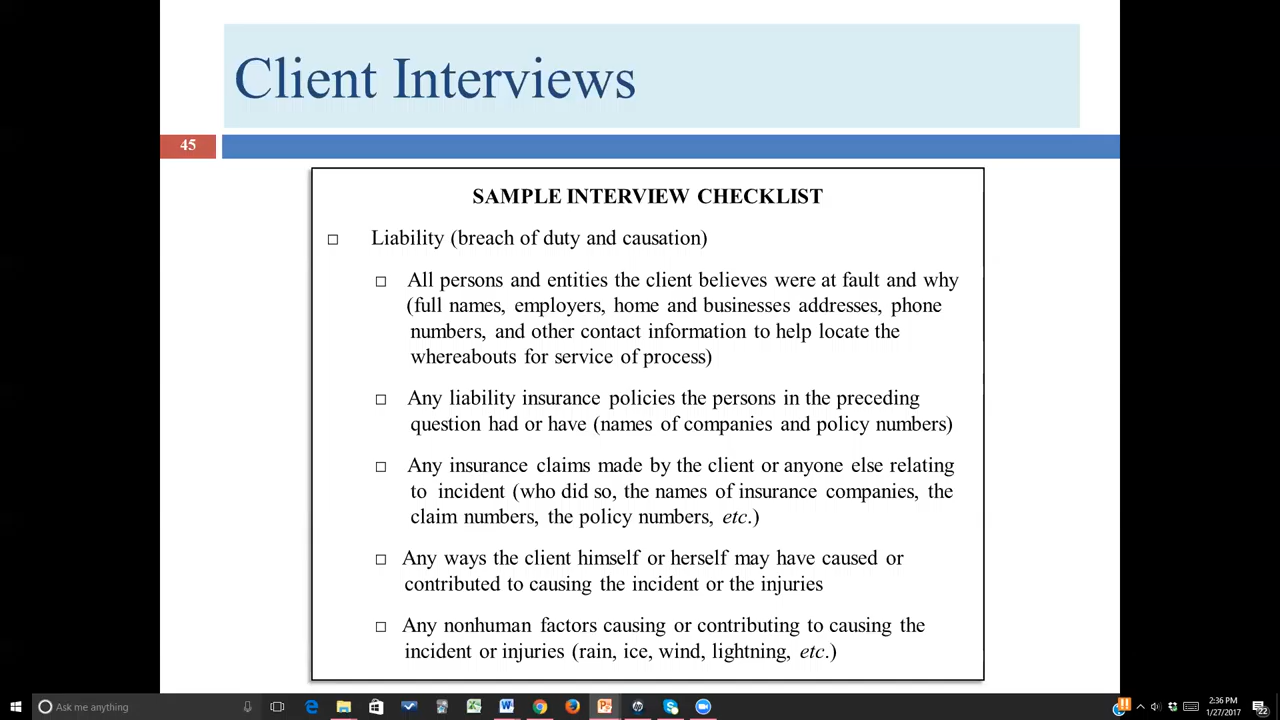 Client Interviews
45
SAMPLE INTERVIEW CHECKLIST
Liability (breach of duty and causation)
All persons and entities the client believes were at fault and why
(full names, employers, home and businesses addresses, phone
numbers, and other contact information to help locate the
whereabouts for service of process)
Any liability insurance policies the persons in the preceding
question had or have (names of companies and policy numbers)
Any insurance claims made by the client or anyone else relating
to incident (who did so, the names of insurance companies, the
claim numbers, the policy numbers, etc.)
Any ways the client himself or herself may have caused or
contributed to causing the incident or the injuries
Any nonhuman factors causing or contributing to causing the
incident or injuries (rain, ice, wind, lightning, etc.)
Ask me anything
2:36 PM
1/27/2017
22